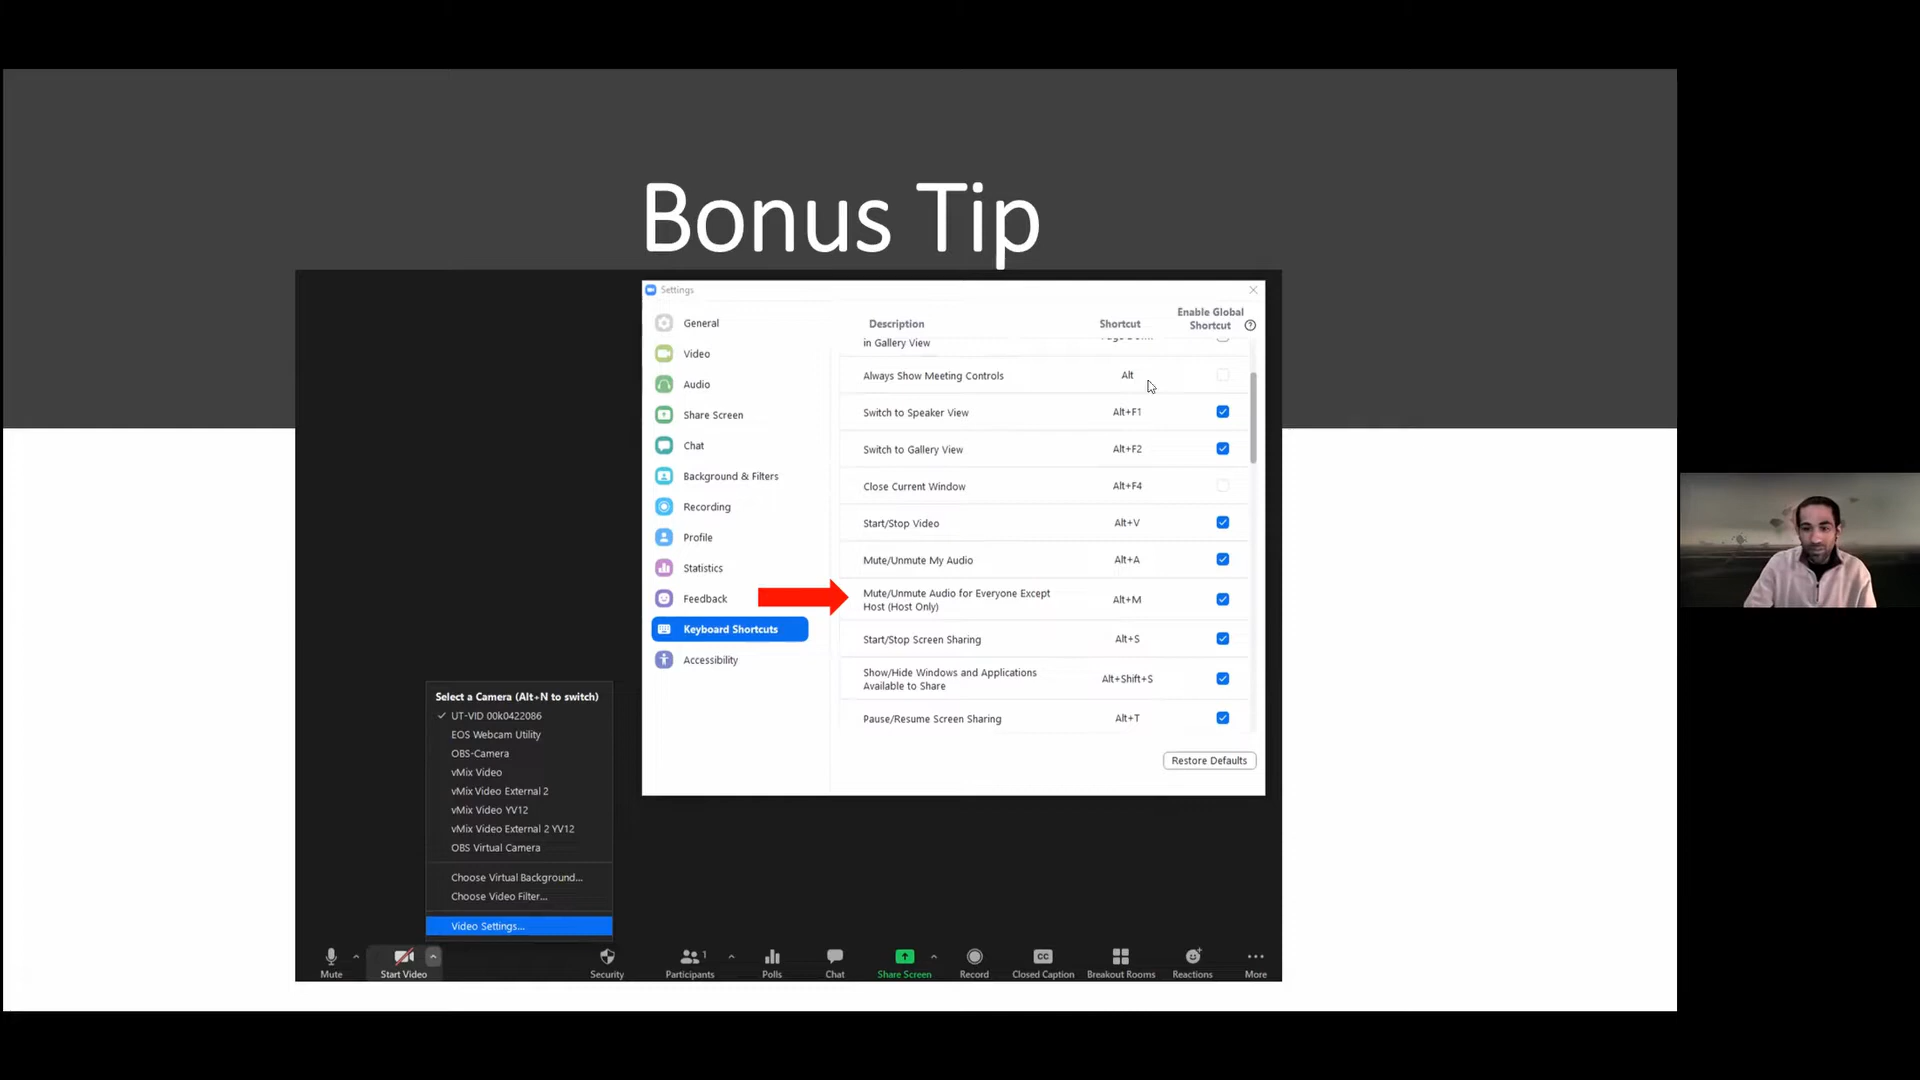 Bonus Tip
Settings
General
Video
Audio
Share Screen
Chat
Background & Filters
Recording
Profile
Statistics
Feedback
Keyboard Shortcuts
Accessibility
Description
Shortcut
Enable Global
Shortcut
in Gallery View
Always Show Meeting Controls Alt
Switch to Speaker View Alt+F1
Switch to Gallery View Alt+F2
Close Current Window Alt+F4
Start/Stop Video Alt+V
Mute/Unmute My Audio Alt+A
Mute/Unmute Audio for Everyone Except
Host (Host Only) Alt+M
Start/Stop Screen Sharing Alt+S
Show/Hide Windows and Applications
Available to Share Alt+Shift+S
Pause/Resume Screen Sharing Alt+T
Restore Defaults
Select a Camera (Alt+N to switch)
UT-VID 00k0422086
EOS Webcam Utility
OBS-Camera
vMix Video
vMix Video External 2
vMix Video YV12
vMix Video External 2 YV12
OBS Virtual Camera
Choose Virtual Background...
Choose Video Filter...
Video Settings...
Mute
Start Video
Security
1
Participants
Polls
Chat
Share Screen
Record
CC
Closed Caption
Breakout Rooms
Reactions
More